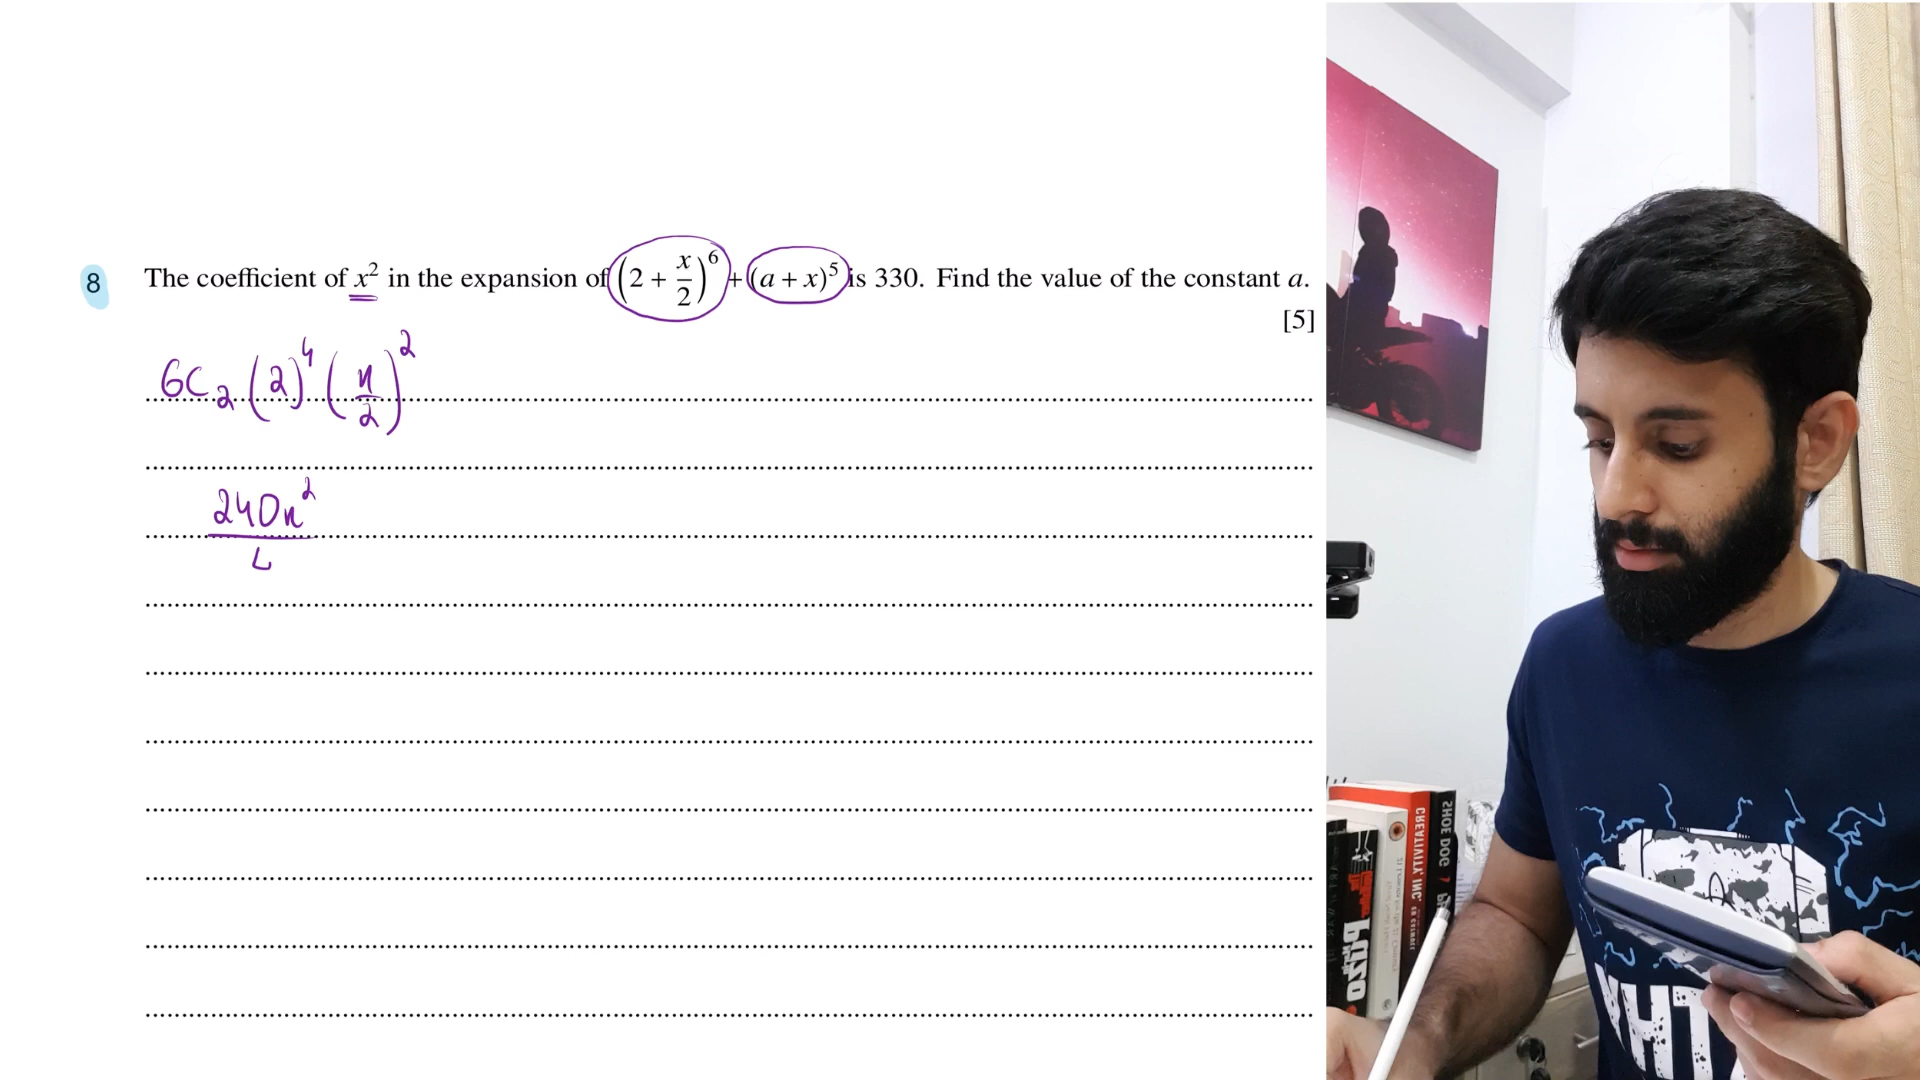 8 The coefficient of x² in the expansion of (2 + x/2)⁶ + (a + x)⁵ is 330. Find the value of the constant a.
[5]
6C₂ (2)⁴ (x/2)²
240x²
SHOE DOG
CREATIVITY, INC.
PUZO